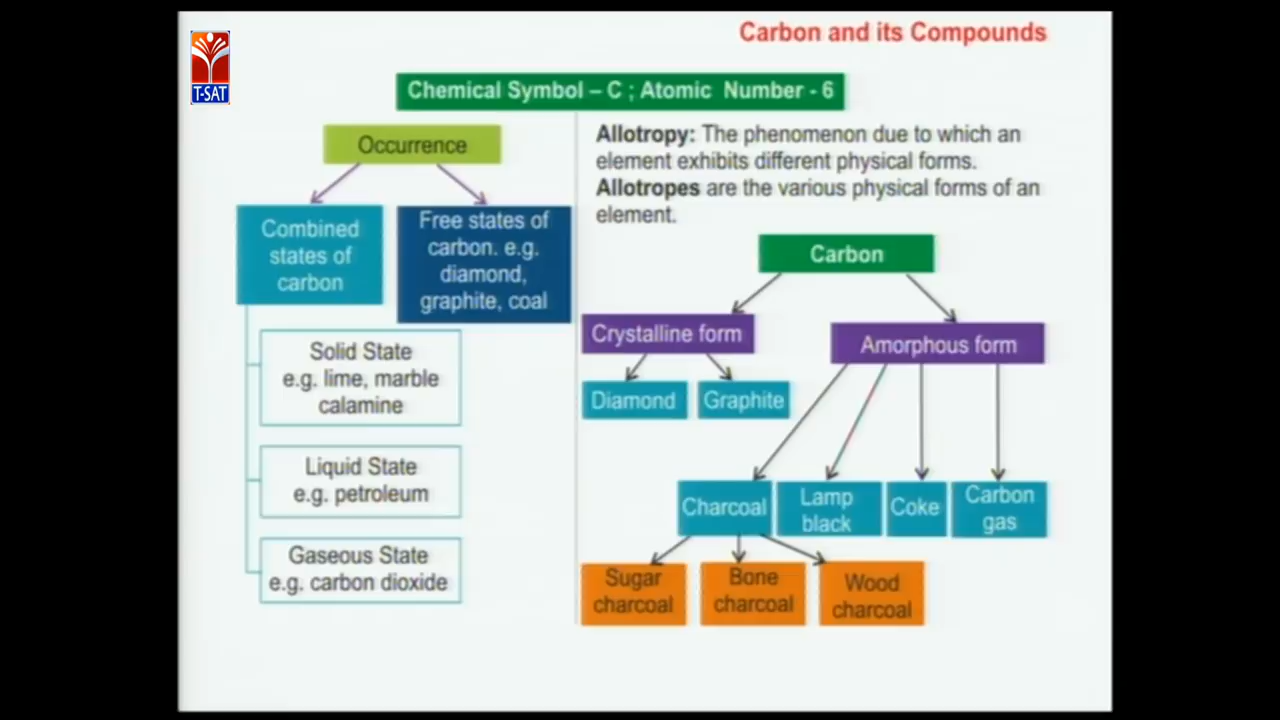 Carbon and its Compounds
T-SAT
Chemical Symbol – C ; Atomic Number - 6
Occurrence
Combined
states of
carbon
Free states of
carbon. e.g.
diamond,
graphite, coal
Solid State
e.g. lime, marble
calamine
Liquid State
e.g. petroleum
Gaseous State
e.g. carbon dioxide
Allotropy: The phenomenon due to which an
element exhibits different physical forms.
Allotropes are the various physical forms of an
element.
Carbon
Crystalline form
Amorphous form
Diamond
Graphite
Charcoal
Lamp
black
Coke
Carbon
gas
Sugar
charcoal
Bone
charcoal
Wood
charcoal